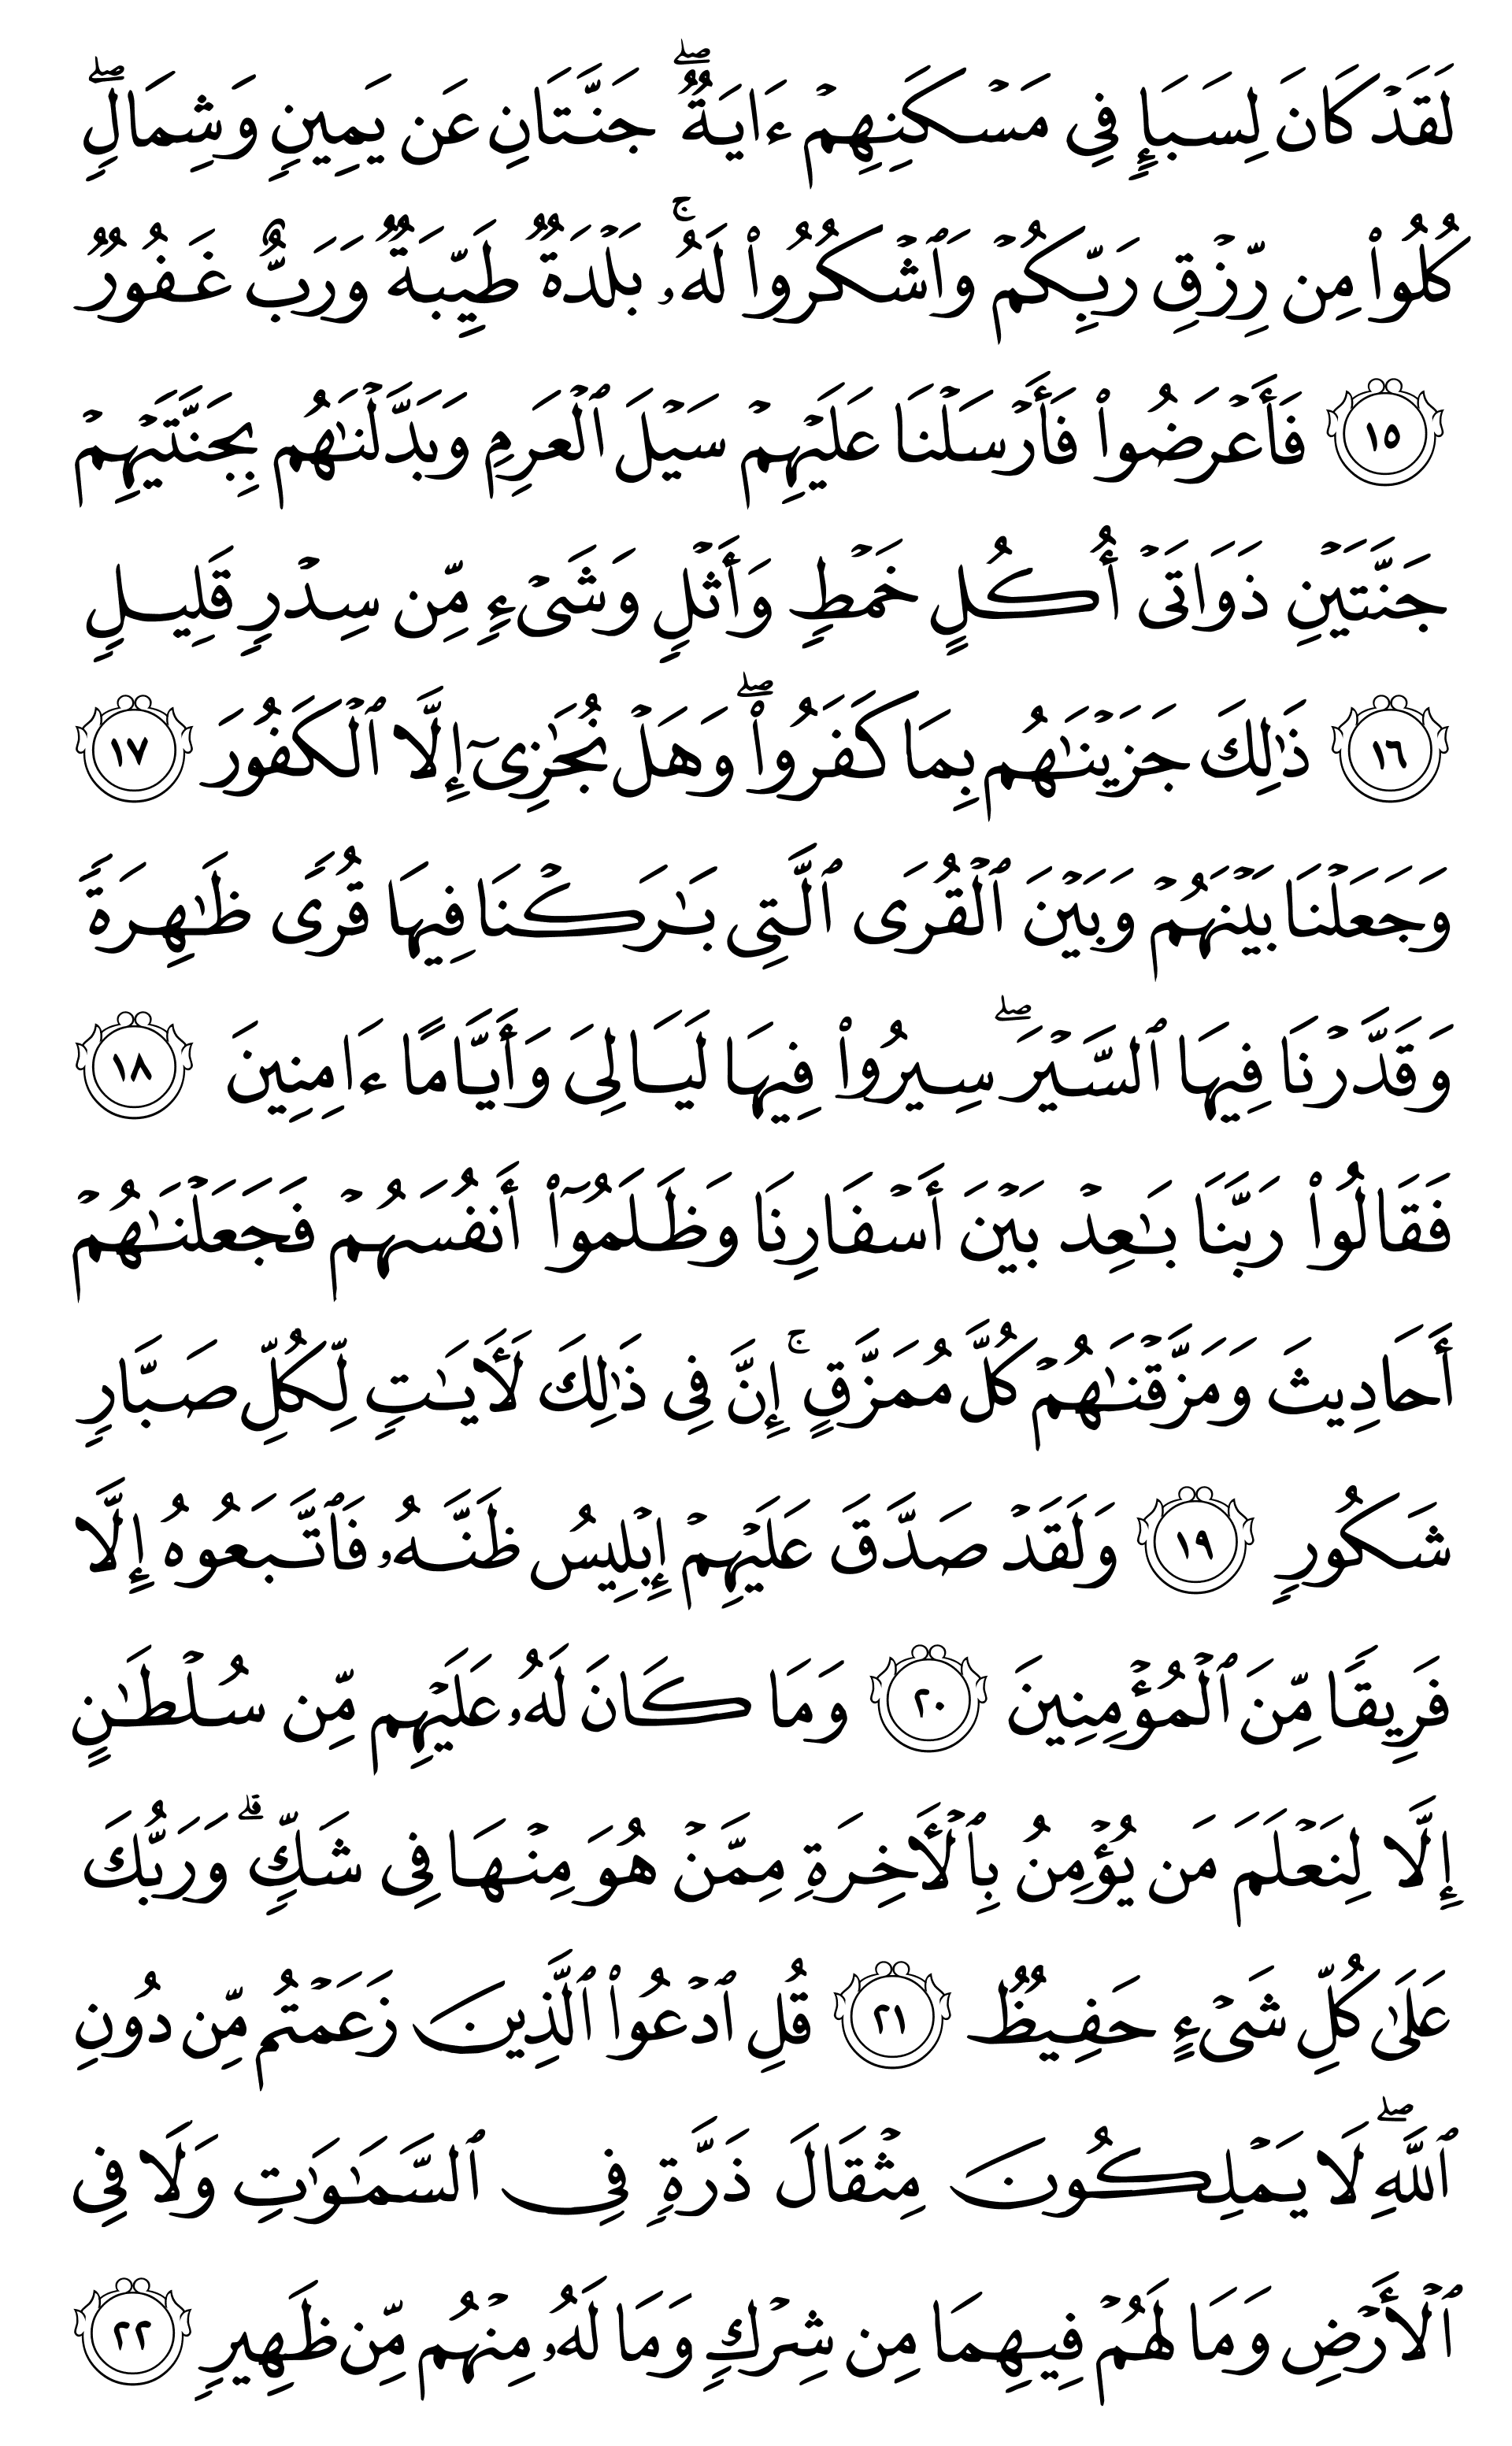 لَقَدْ كَانَ لِسَبَإٍ فِي مَسْكَنِهِمْ ءَايَةٌ ۖ جَنَّتَانِ عَن يَمِينٍ وَشِمَالٍ ۖ
كُلُوا۟ مِن رِّزْقِ رَبِّكُمْ وَٱشْكُرُوا۟ لَهُۥ ۚ بَلْدَةٌ طَيِّبَةٌ وَرَبٌّ غَفُورٌ
١٥ فَأَعْرَضُوا۟ فَأَرْسَلْنَا عَلَيْهِمْ سَيْلَ ٱلْعَرِمِ وَبَدَّلْنَـٰهُم بِجَنَّتَيْهِمْ
جَنَّتَيْنِ ذَوَاتَىْ أُكُلٍ خَمْطٍ وَأَثْلٍ وَشَىْءٍ مِّن سِدْرٍ قَلِيلٍ
١٦ ذَٰلِكَ جَزَيْنَـٰهُم بِمَا كَفَرُوا۟ ۖ وَهَلْ نُجَـٰزِىٓ إِلَّا ٱلْكَفُورَ ١٧
وَجَعَلْنَا بَيْنَهُمْ وَبَيْنَ ٱلْقُرَى ٱلَّتِى بَـٰرَكْنَا فِيهَا قُرًى ظَـٰهِرَةً
وَقَدَّرْنَا فِيهَا ٱلسَّيْرَ ۖ سِيرُوا۟ فِيهَا لَيَالِىَ وَأَيَّامًا ءَامِنِينَ ١٨
فَقَالُوا۟ رَبَّنَا بَـٰعِدْ بَيْنَ أَسْفَارِنَا وَظَلَمُوٓا۟ أَنفُسَهُمْ فَجَعَلْنَـٰهُمْ
أَحَادِيثَ وَمَزَّقْنَـٰهُمْ كُلَّ مُمَزَّقٍ ۚ إِنَّ فِى ذَٰلِكَ لَـَٔايَـٰتٍ لِّكُلِّ صَبَّارٍ
شَكُورٍ ١٩ وَلَقَدْ صَدَّقَ عَلَيْهِمْ إِبْلِيسُ ظَنَّهُۥ فَٱتَّبَعُوهُ إِلَّا
فَرِيقًا مِّنَ ٱلْمُؤْمِنِينَ ٢٠ وَمَا كَانَ لَهُۥ عَلَيْهِم مِّن سُلْطَـٰنٍ
إِلَّا لِنَعْلَمَ مَن يُؤْمِنُ بِٱلْـَٔاخِرَةِ مِمَّنْ هُوَ مِنْهَا فِى شَكٍّ ۗ وَرَبُّكَ
عَلَىٰ كُلِّ شَىْءٍ حَفِيظٌ ٢١ قُلِ ٱدْعُوا۟ ٱلَّذِينَ زَعَمْتُم مِّن دُونِ
ٱللَّهِ ۖ لَا يَمْلِكُونَ مِثْقَالَ ذَرَّةٍ فِى ٱلسَّمَـٰوَٰتِ وَلَا فِى
ٱلْأَرْضِ وَمَا لَهُمْ فِيهِمَا مِن شِرْكٍ وَمَا لَهُۥ مِنْهُم مِّن ظَهِيرٍ ٢٢